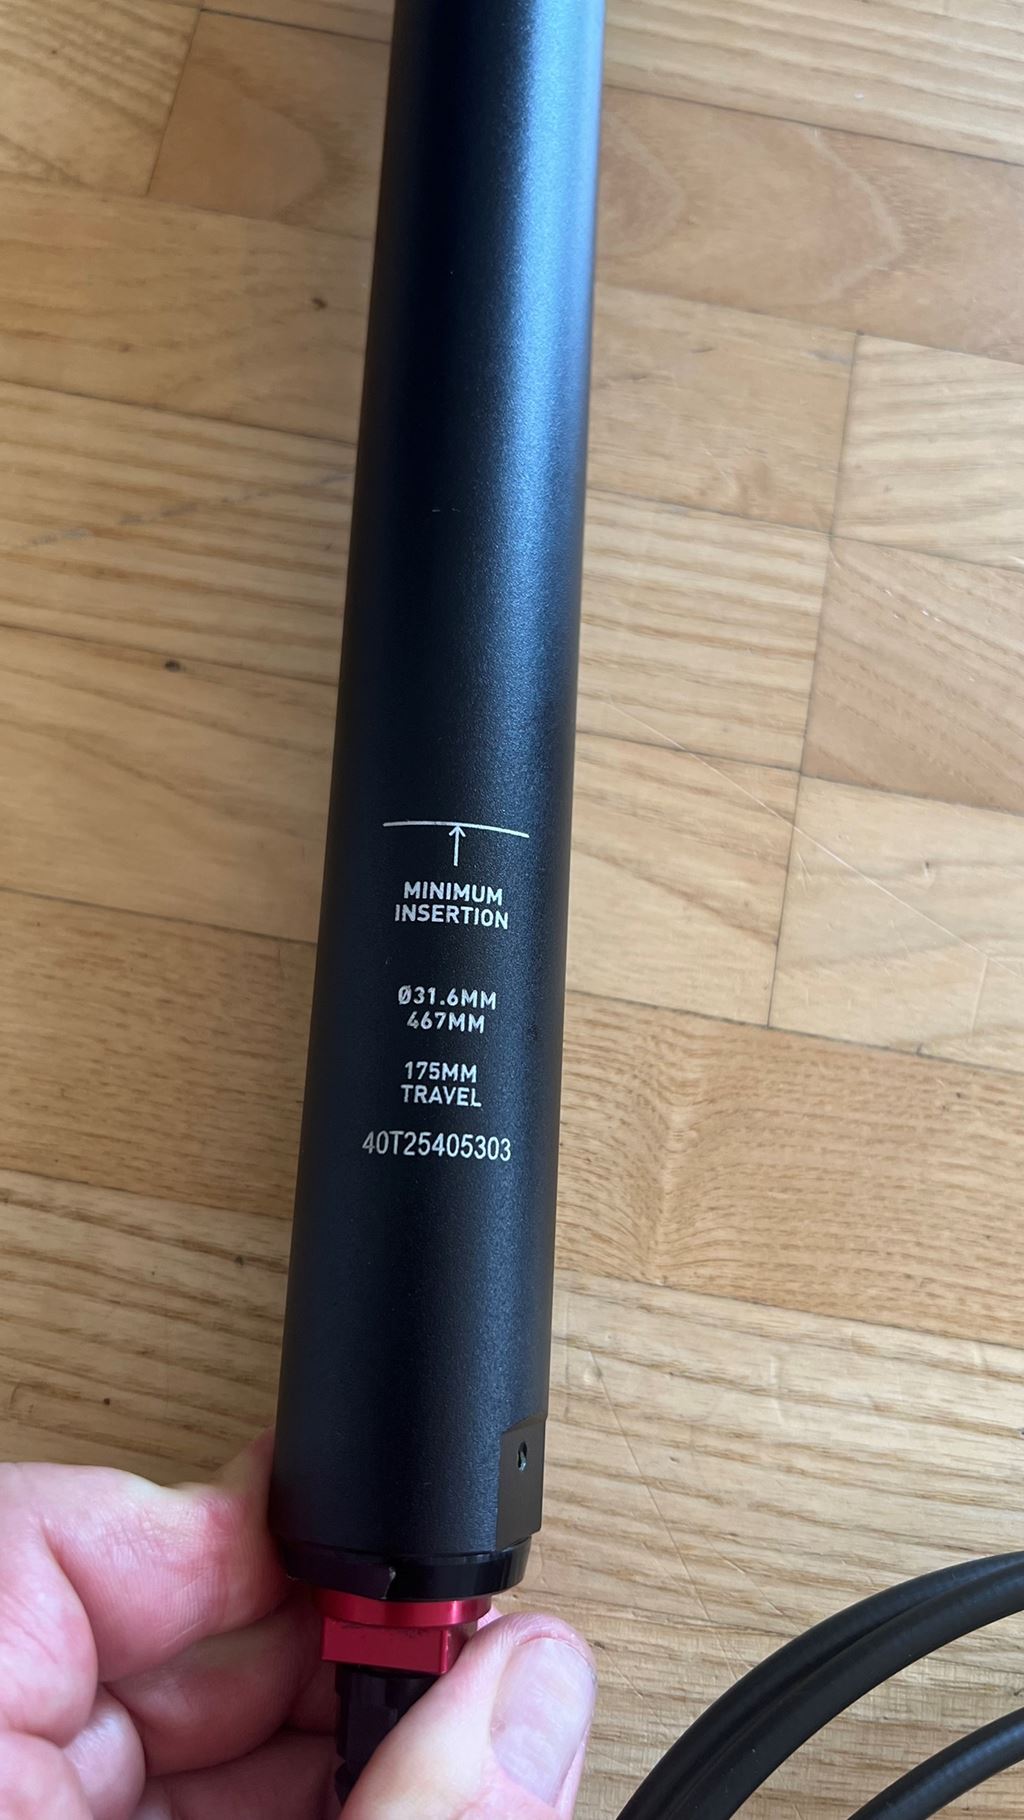 MINIMUM
INSERTION
Ø31.6MM
467MM
175MM
TRAVEL
40T25405303